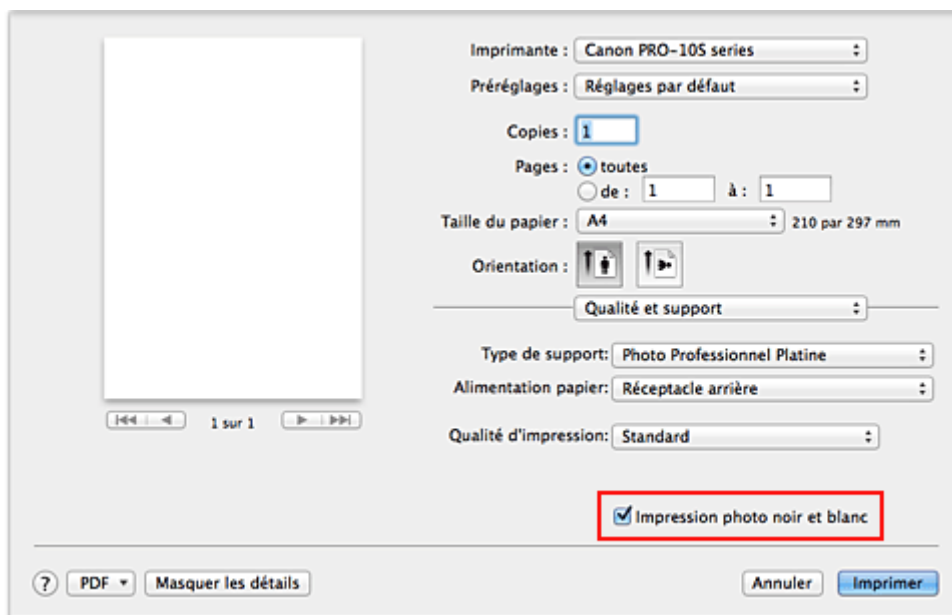 Imprimante : Canon PRO-10S series
Préréglages : Réglages par défaut
Copies : 1
Pages : toutes
de : 1 à : 1
Taille du papier : A4 210 par 297 mm
Orientation :
Qualité et support
Type de support: Photo Professionnel Platine
Alimentation papier: Réceptacle arrière
1 sur 1
Qualité d'impression: Standard
Impression photo noir et blanc
? PDF Masquer les détails Annuler Imprimer